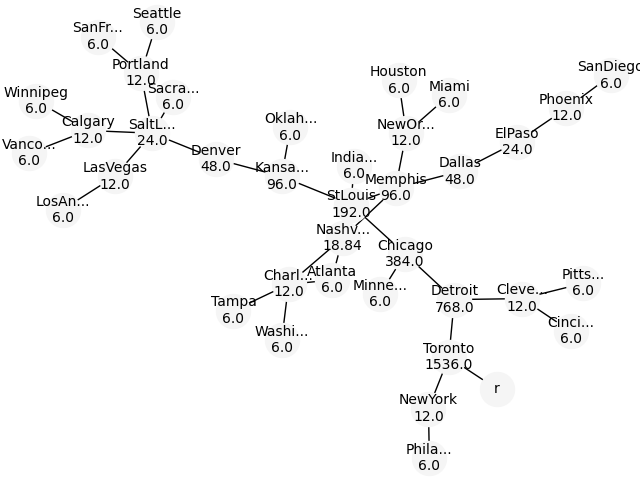 Seattle
6.0
SanFr...
6.0
Portland
12.0
Sacra...
6.0
Winnipeg
6.0
Calgary
12.0
SaltL...
24.0
Vanco...
6.0
LasVegas
12.0
LosAn...
6.0
Denver
48.0
Oklah...
6.0
Kansa...
96.0
Houston
6.0
Miami
6.0
NewOr...
12.0
SanDiego
6.0
Phoenix
12.0
ElPaso
24.0
Dallas
48.0
India...
6.0
Memphis
96.0
StLouis
192.0
Nashv...
18.84
Chicago
384.0
Charl...
12.0
Atlanta
6.0
Minne...
6.0
Tampa
6.0
Washi...
6.0
Detroit
768.0
Cleve...
12.0
Pitts...
6.0
Cinci...
6.0
Toronto
1536.0
r
NewYork
12.0
Phila...
6.0